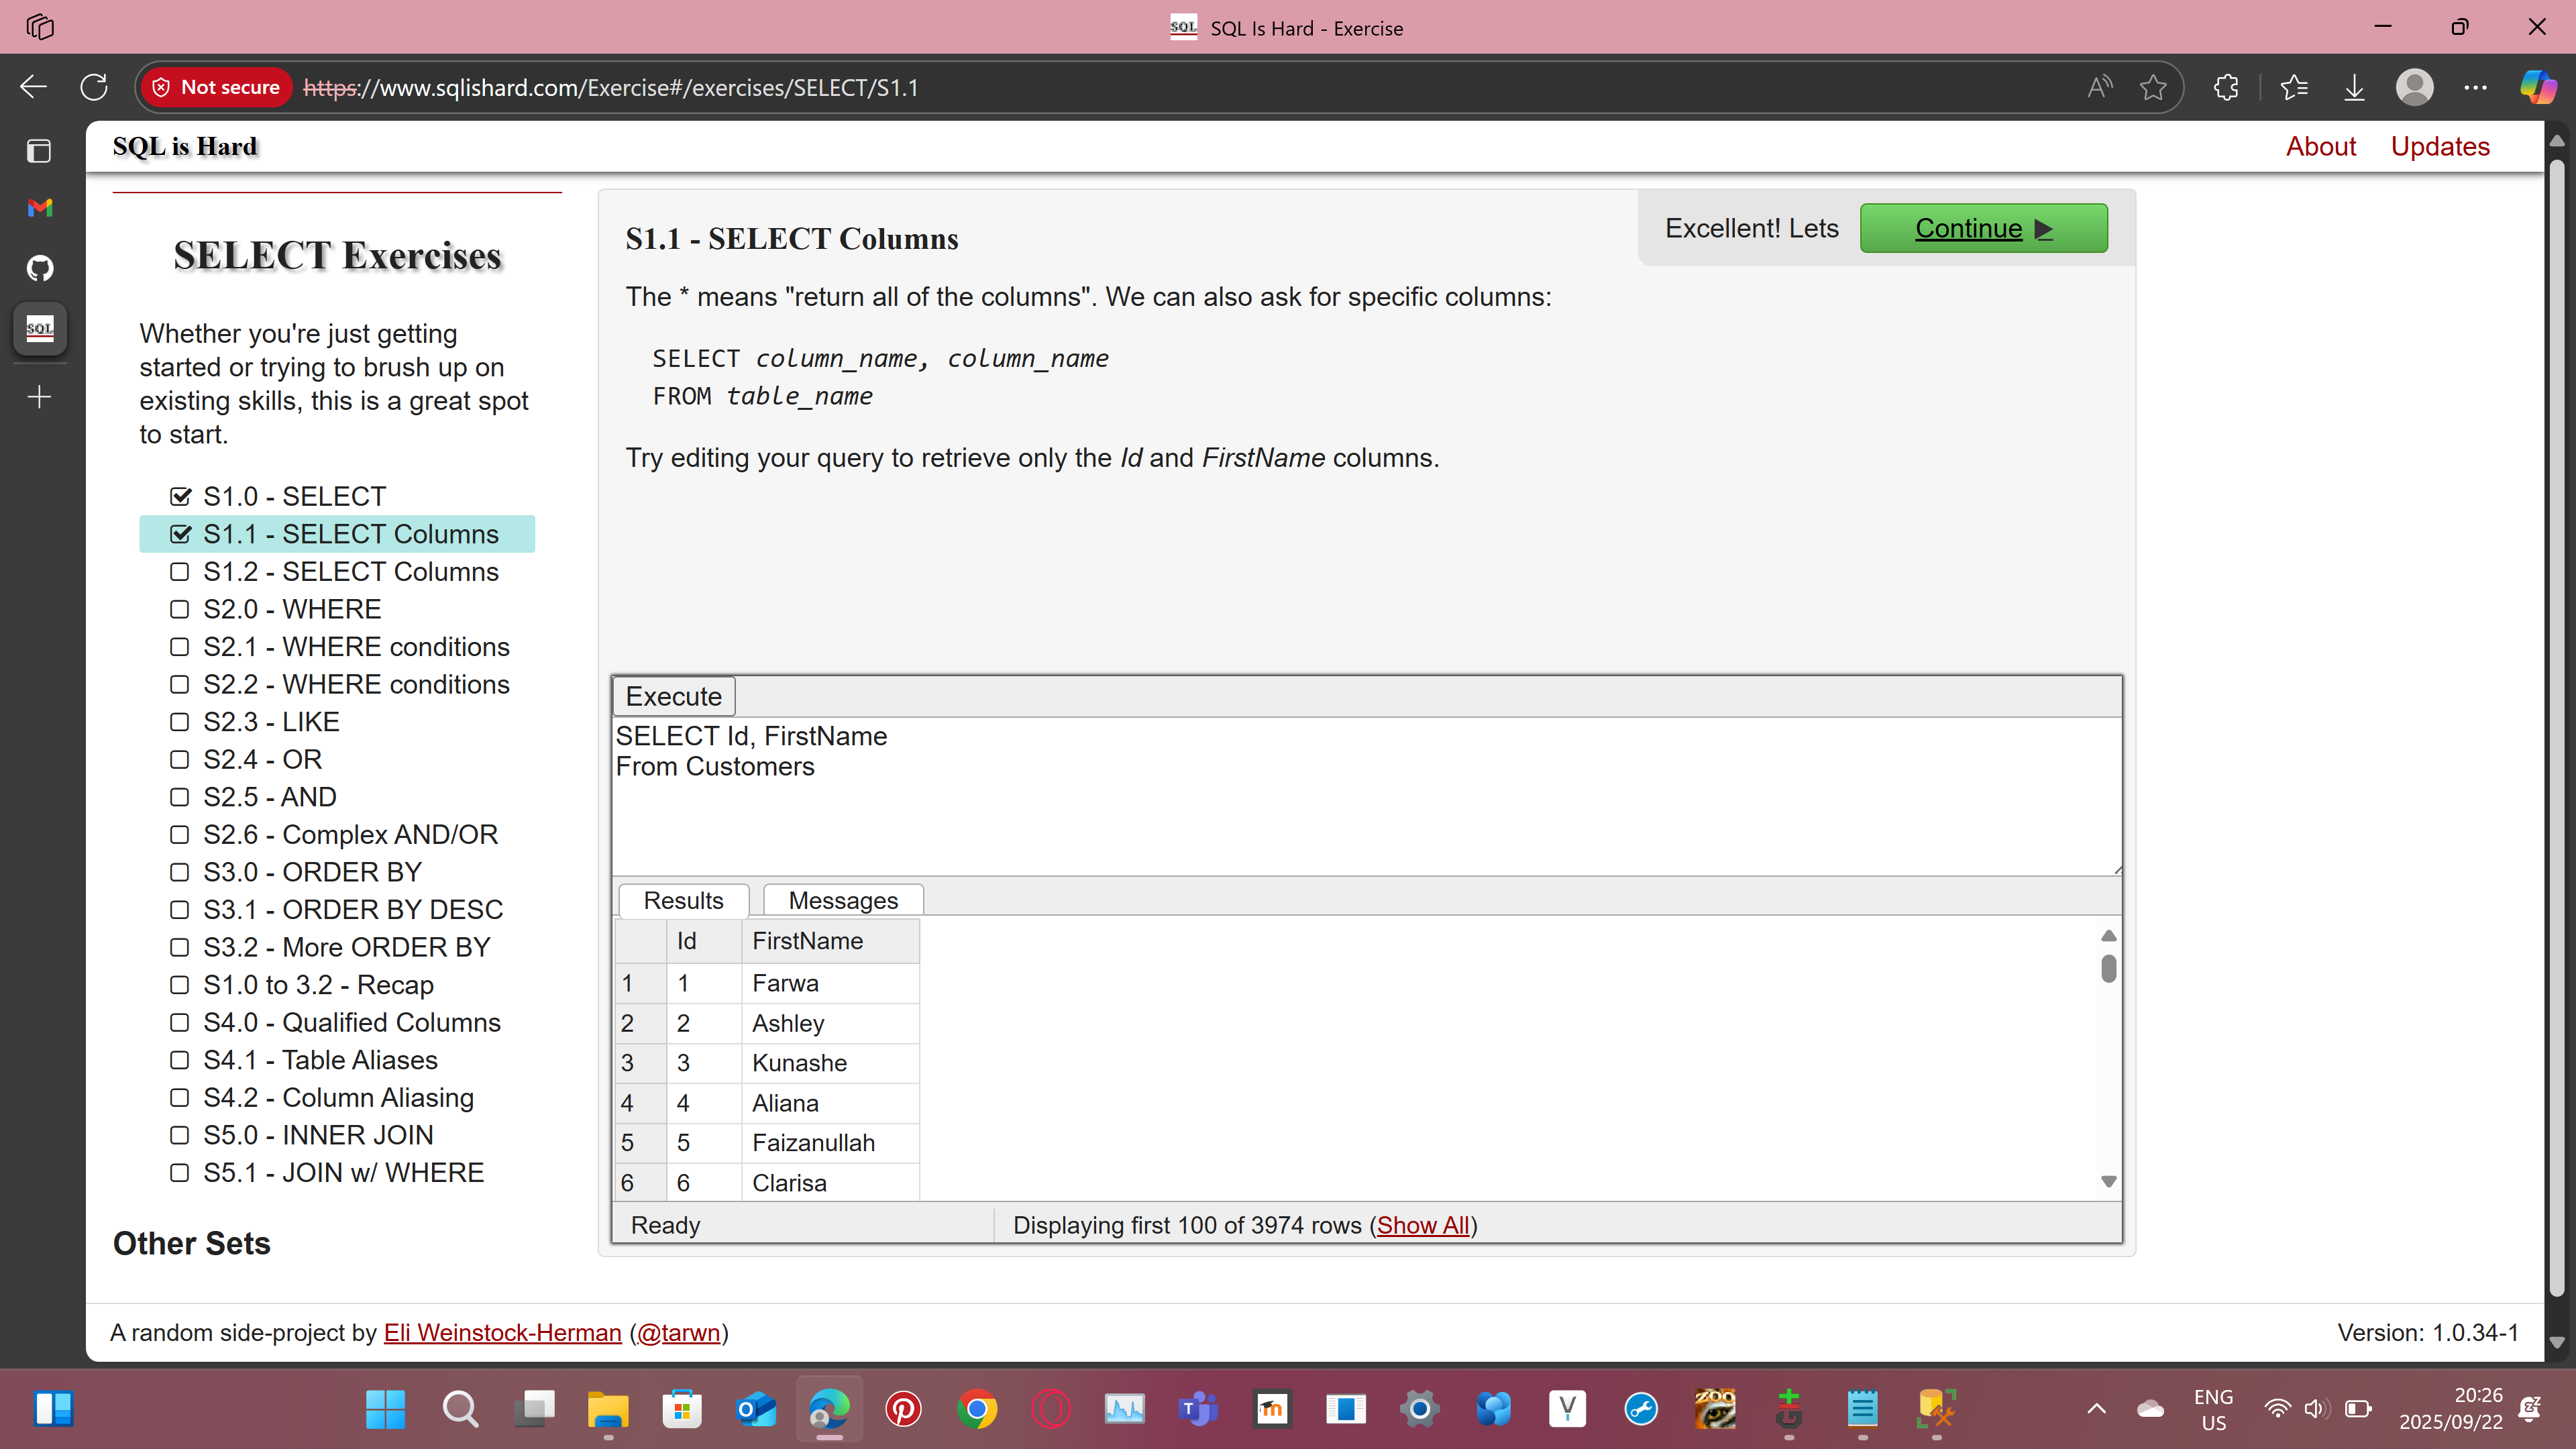 SQL SQL Is Hard - Exercise
Not secure https://www.sqlishard.com/Exercise#/exercises/SELECT/S1.1
SQL is Hard
About Updates
SELECT Exercises
Whether you're just getting
started or trying to brush up on
existing skills, this is a great spot
to start.
S1.0 - SELECT
S1.1 - SELECT Columns
S1.2 - SELECT Columns
S2.0 - WHERE
S2.1 - WHERE conditions
S2.2 - WHERE conditions
S2.3 - LIKE
S2.4 - OR
S2.5 - AND
S2.6 - Complex AND/OR
S3.0 - ORDER BY
S3.1 - ORDER BY DESC
S3.2 - More ORDER BY
S1.0 to 3.2 - Recap
S4.0 - Qualified Columns
S4.1 - Table Aliases
S4.2 - Column Aliasing
S5.0 - INNER JOIN
S5.1 - JOIN w/ WHERE
Other Sets
S1.1 - SELECT Columns
Excellent! Lets Continue
The * means "return all of the columns". We can also ask for specific columns:
SELECT column_name, column_name
FROM table_name
Try editing your query to retrieve only the Id and FirstName columns.
Execute
SELECT Id, FirstName
From Customers
Results Messages
Id FirstName
1 1 Farwa
2 2 Ashley
3 3 Kunashe
4 4 Aliana
5 5 Faizanullah
6 6 Clarisa
Ready Displaying first 100 of 3974 rows (Show All)
A random side-project by Eli Weinstock-Herman (@tarwn)
Version: 1.0.34-1
ENG
US
20:26
2025/09/22